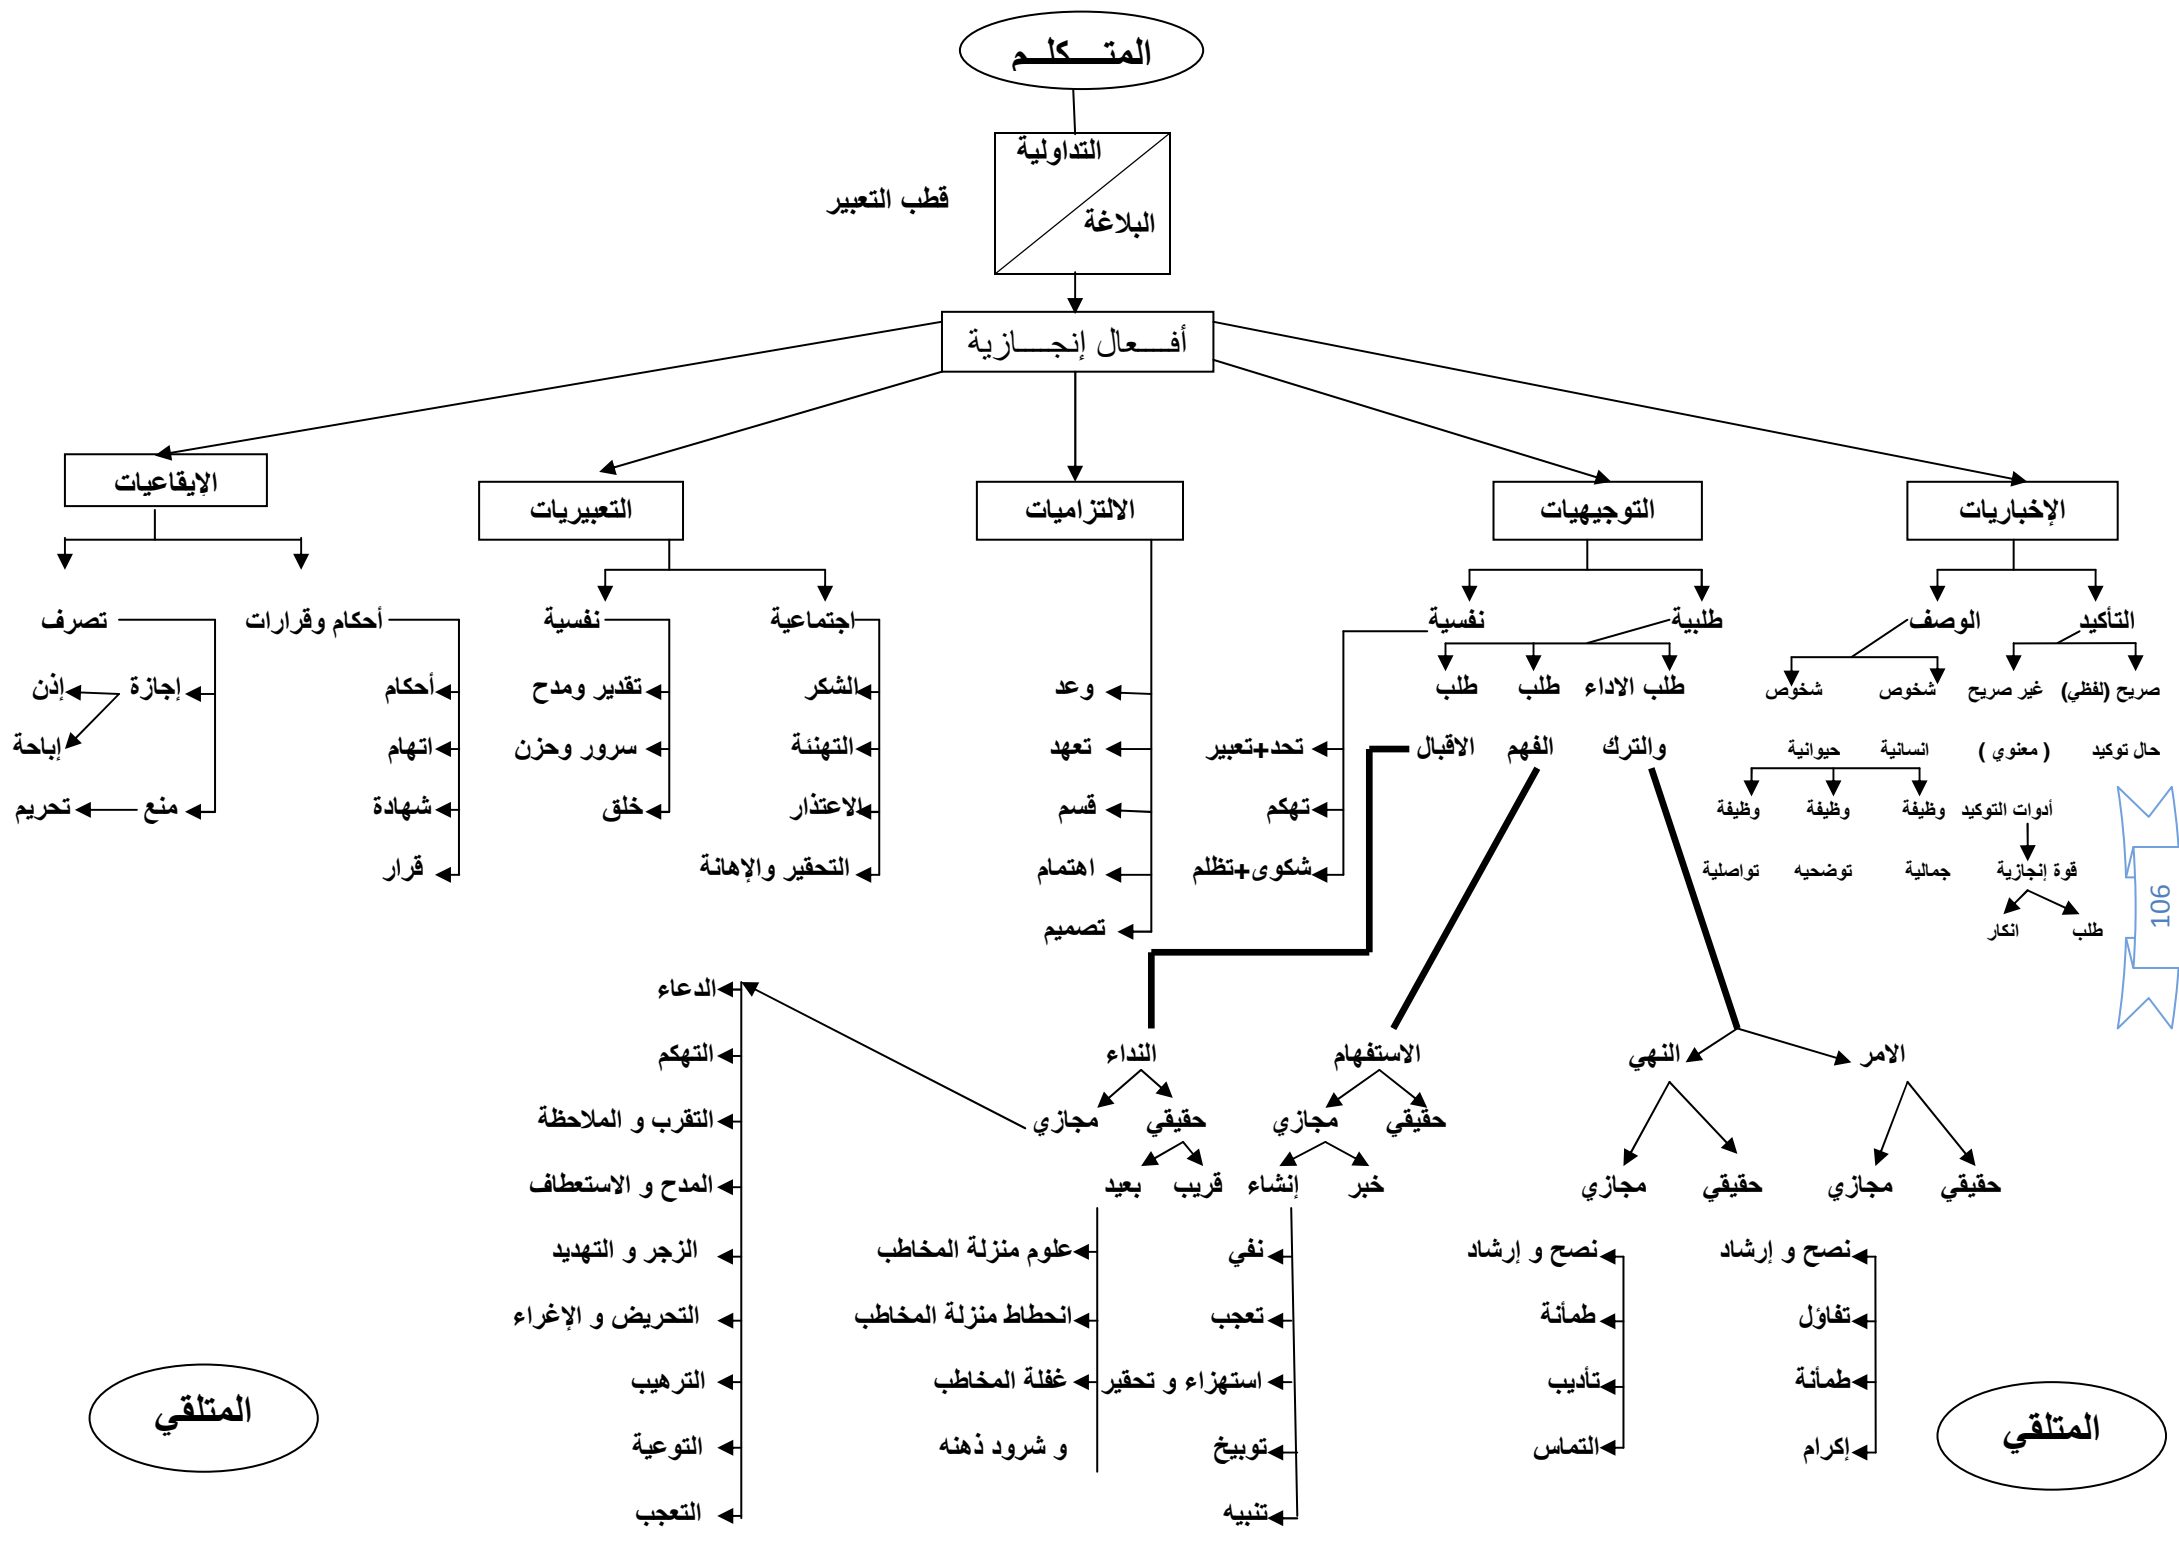 المتـــكلــم
التداولية
قطب التعبير
البلاغة
أفـــعال إنجـــازية
الإخباريات
التوجيهيات
الالتزاميات
التعبيريات
الإيقاعيات
التأكيد
الوصف
طلبية
نفسية
اجتماعية
نفسية
أحكام وقرارات
تصرف
صريح (لفظي)
غير صريح
شخوص
شخوص
طلب الاداء
طلب
طلب
وعد
الشكر
تقدير ومدح
أحكام
إجازة
إذن
حال توكيد
( معنوي )
انسانية
حيوانية
والترك
الفهم
الاقبال
تحد+تعبير
تعهد
التهنئة
سرور وحزن
اتهام
إباحة
أدوات التوكيد
وظيفة
وظيفة
وظيفة
تهكم
قسم
الاعتذار
خلق
شهادة
منع
تحريم
قوة إنجازية
جمالية
توضحيه
تواصلية
شكوى+تظلم
اهتمام
التحقير والإهانة
قرار
106
طلب
انكار
تصميم
الدعاء
الامر
النهي
الاستفهام
النداء
التهكم
حقيقي
مجازي
حقيقي
مجازي
التقرب و الملاحظة
حقيقي
مجازي
حقيقي
مجازي
خبر
إنشاء
قريب
بعيد
المدح و الاستعطاف
نصح و إرشاد
نصح و إرشاد
نفي
علوم منزلة المخاطب
الزجر و التهديد
تفاؤل
طمأنة
تعجب
انحطاط منزلة المخاطب
التحريض و الإغراء
طمأنة
تأديب
استهزاء و تحقير
غفلة المخاطب
الترهيب
المتلقي
المتلقي
إكرام
التماس
توبيخ
و شرود ذهنه
التوعية
تنبيه
التعجب